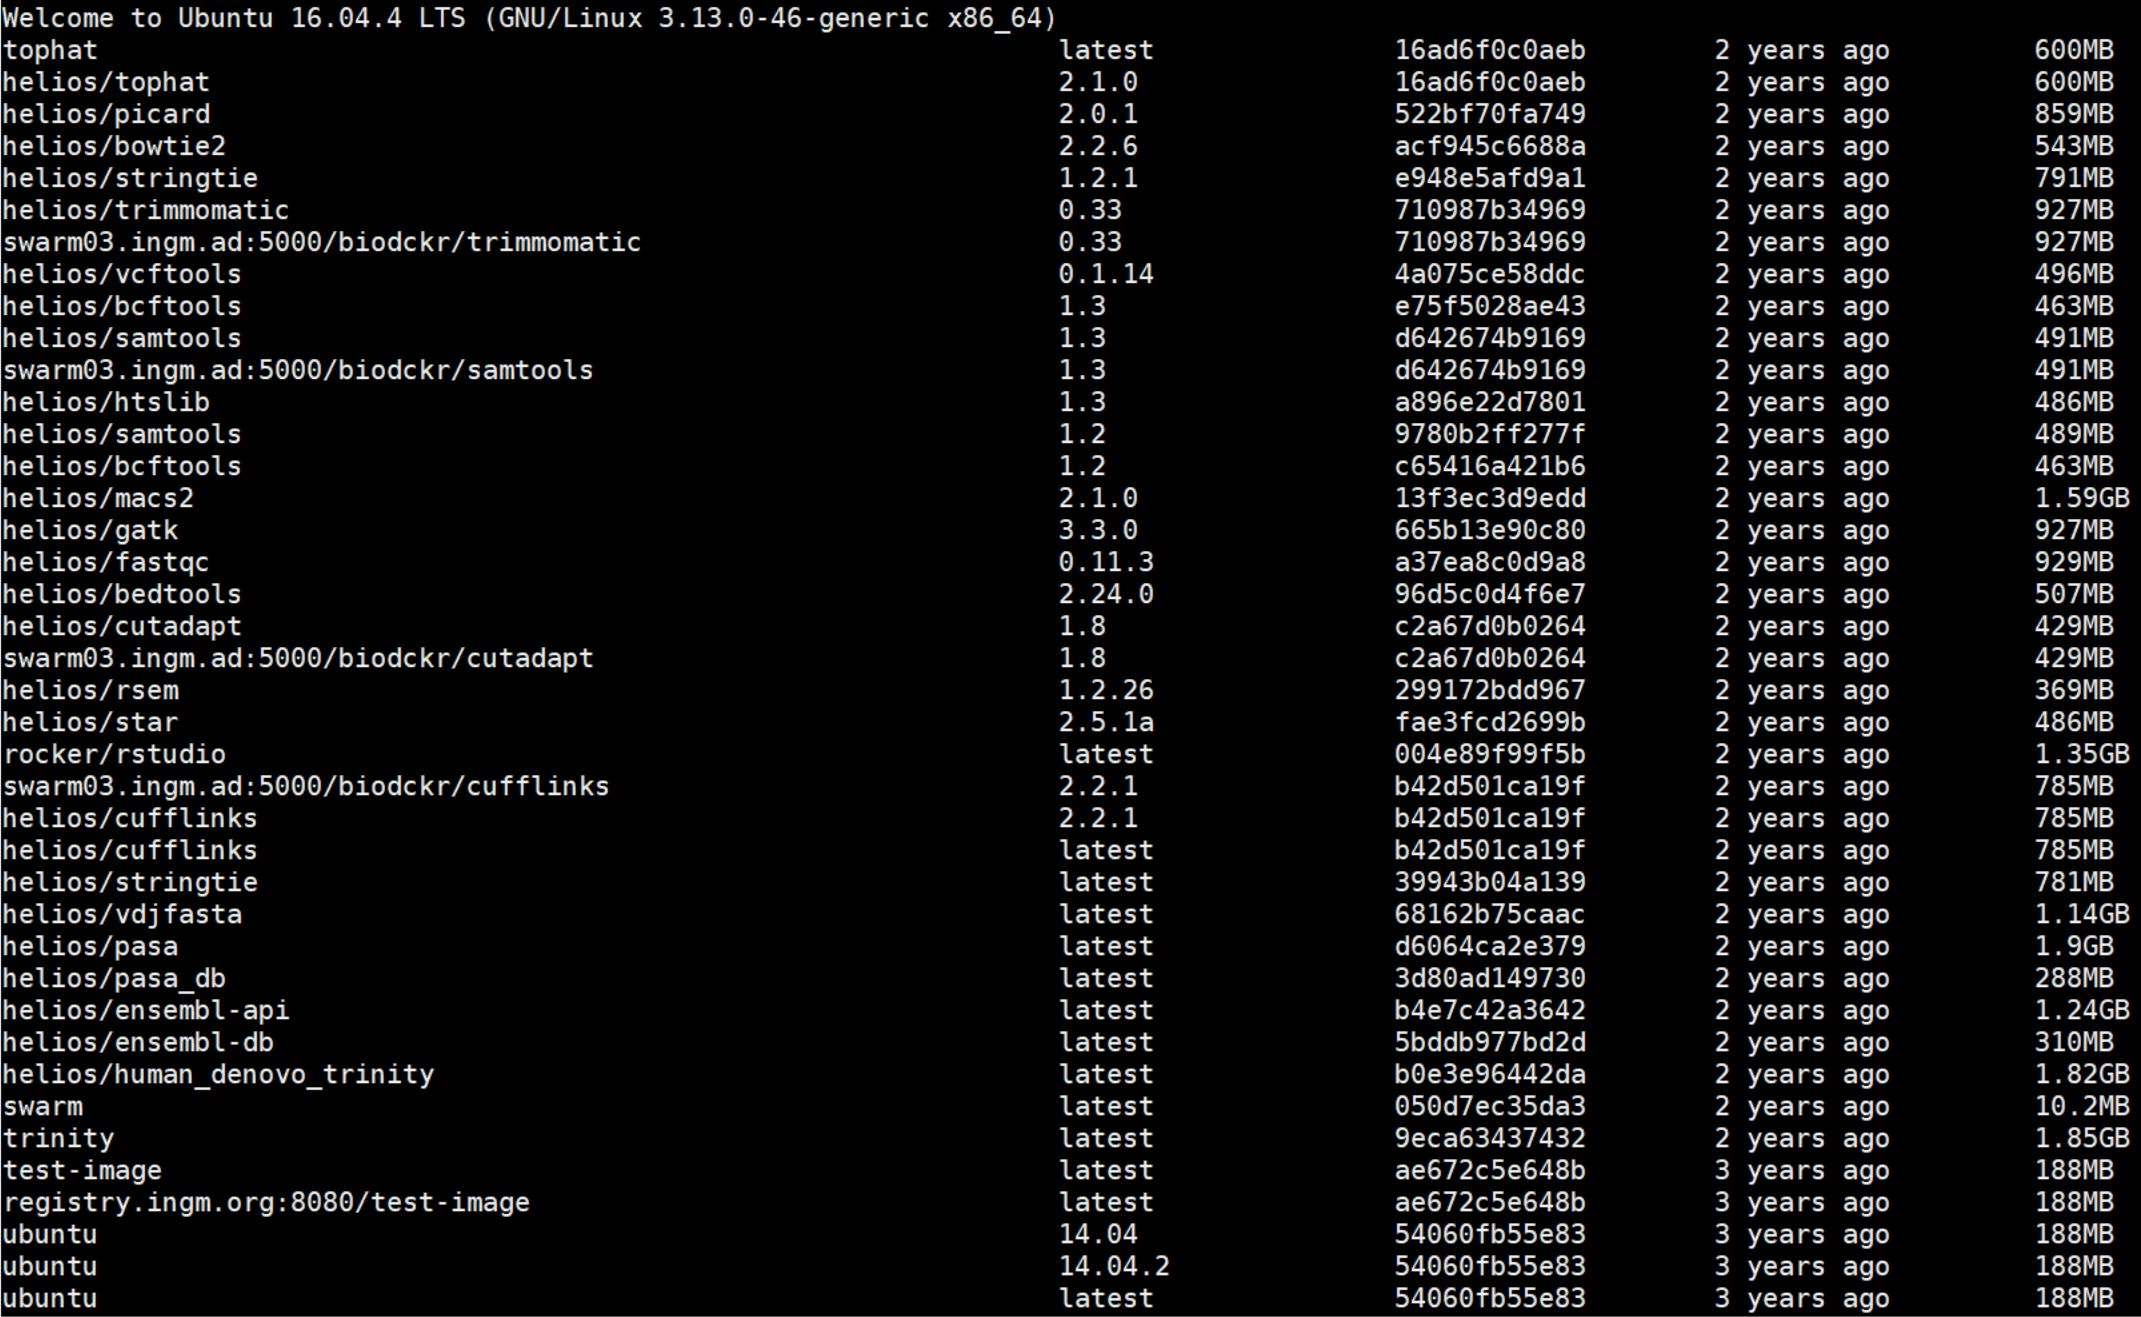 Welcome to Ubuntu 16.04.4 LTS (GNU/Linux 3.13.0-46-generic x86_64)
tophat latest 16ad6f0c0aeb 2 years ago 600MB
helios/tophat 2.1.0 16ad6f0c0aeb 2 years ago 600MB
helios/picard 2.0.1 522bf70fa749 2 years ago 859MB
helios/bowtie2 2.2.6 acf945c6688a 2 years ago 543MB
helios/stringtie 1.2.1 e948e5afd9a1 2 years ago 791MB
helios/trimmomatic 0.33 710987b34969 2 years ago 927MB
swarm03.ingm.ad:5000/biodckr/trimmomatic 0.33 710987b34969 2 years ago 927MB
helios/vcftools 0.1.14 4a075ce58ddc 2 years ago 496MB
helios/bcftools 1.3 e75f5028ae43 2 years ago 463MB
helios/samtools 1.3 d642674b9169 2 years ago 491MB
swarm03.ingm.ad:5000/biodckr/samtools 1.3 d642674b9169 2 years ago 491MB
helios/htslib 1.3 a896e22d7801 2 years ago 486MB
helios/samtools 1.2 9780b2ff277f 2 years ago 489MB
helios/bcftools 1.2 c65416a421b6 2 years ago 463MB
helios/macs2 2.1.0 13f3ec3d9edd 2 years ago 1.59GB
helios/gatk 3.3.0 665b13e90c80 2 years ago 927MB
helios/fastqc 0.11.3 a37ea8c0d9a8 2 years ago 929MB
helios/bedtools 2.24.0 96d5c0d4f6e7 2 years ago 507MB
helios/cutadapt 1.8 c2a67d0b0264 2 years ago 429MB
swarm03.ingm.ad:5000/biodckr/cutadapt 1.8 c2a67d0b0264 2 years ago 429MB
helios/rsem 1.2.26 299172bdd967 2 years ago 369MB
helios/star 2.5.1a fae3fcd2699b 2 years ago 486MB
rocker/rstudio latest 004e89f99f5b 2 years ago 1.35GB
swarm03.ingm.ad:5000/biodckr/cufflinks 2.2.1 b42d501ca19f 2 years ago 785MB
helios/cufflinks 2.2.1 b42d501ca19f 2 years ago 785MB
helios/cufflinks latest b42d501ca19f 2 years ago 785MB
helios/stringtie latest 39943b04a139 2 years ago 781MB
helios/vdjfasta latest 68162b75caac 2 years ago 1.14GB
helios/pasa latest d6064ca2e379 2 years ago 1.9GB
helios/pasa_db latest 3d80ad149730 2 years ago 288MB
helios/ensembl-api latest b4e7c42a3642 2 years ago 1.24GB
helios/ensembl-db latest 5bddb977bd2d 2 years ago 310MB
helios/human_denovo_trinity latest b0e3e96442da 2 years ago 1.82GB
swarm latest 050d7ec35da3 2 years ago 10.2MB
trinity latest 9eca63437432 2 years ago 1.85GB
test-image latest ae672c5e648b 3 years ago 188MB
registry.ingm.org:8080/test-image latest ae672c5e648b 3 years ago 188MB
ubuntu 14.04 54060fb55e83 3 years ago 188MB
ubuntu 14.04.2 54060fb55e83 3 years ago 188MB
ubuntu latest 54060fb55e83 3 years ago 188MB